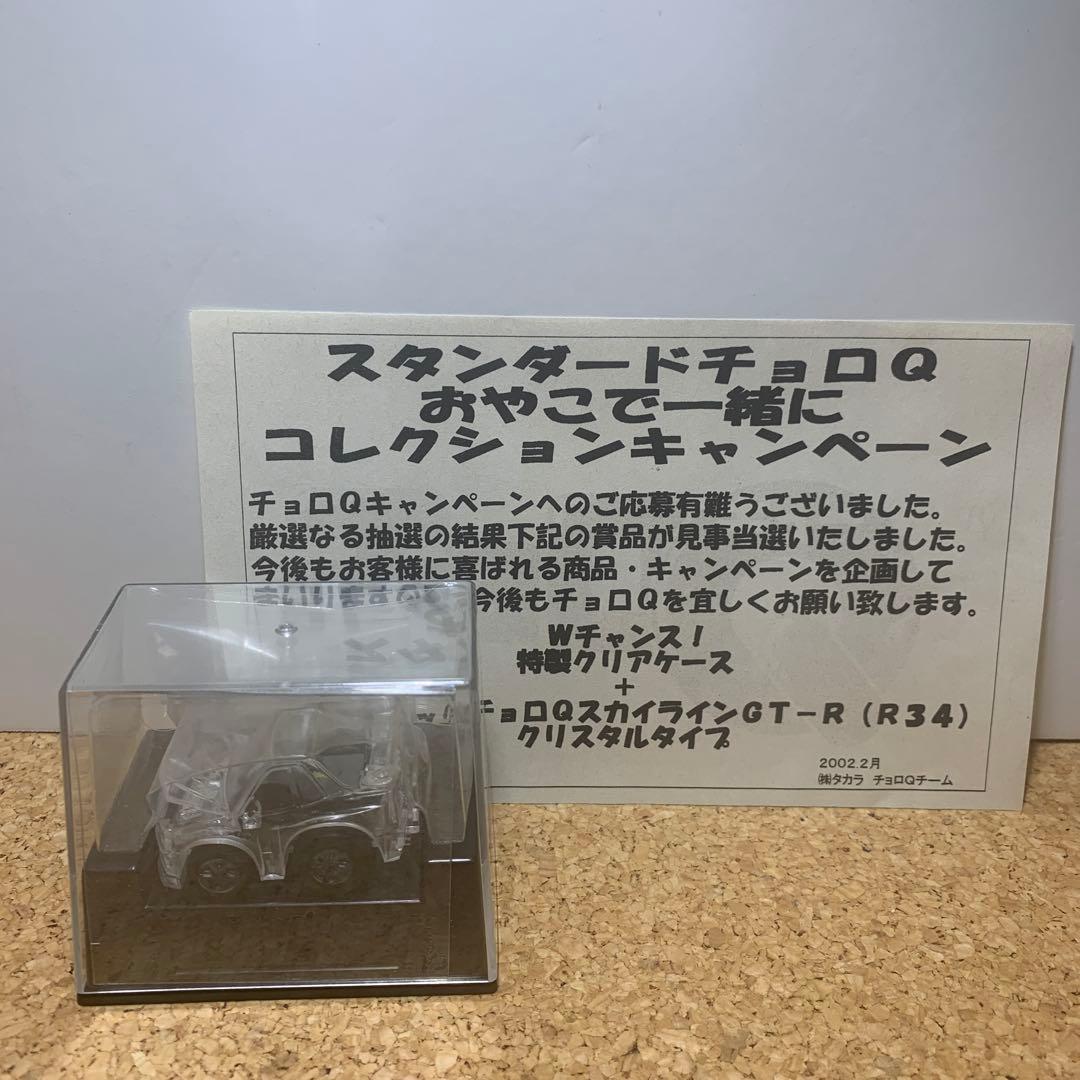 スタンダードチョロQ
おやこで一緒に
コレクションキャンペーン
チョロQキャンペーンへのご応募有難うございました。
厳選なる抽選の結果下記の賞品が見事当選いたしました。
今後もお客様に喜ばれる商品・キャンペーンを企画して
まいりますので 今後もチョロQを宜しくお願い致します。
Wチャンス!
特製クリアケース
+
チョロQスカイラインGT-R(R34)
クリスタルタイプ
2002.2月
㈱タカラ チョロQチーム